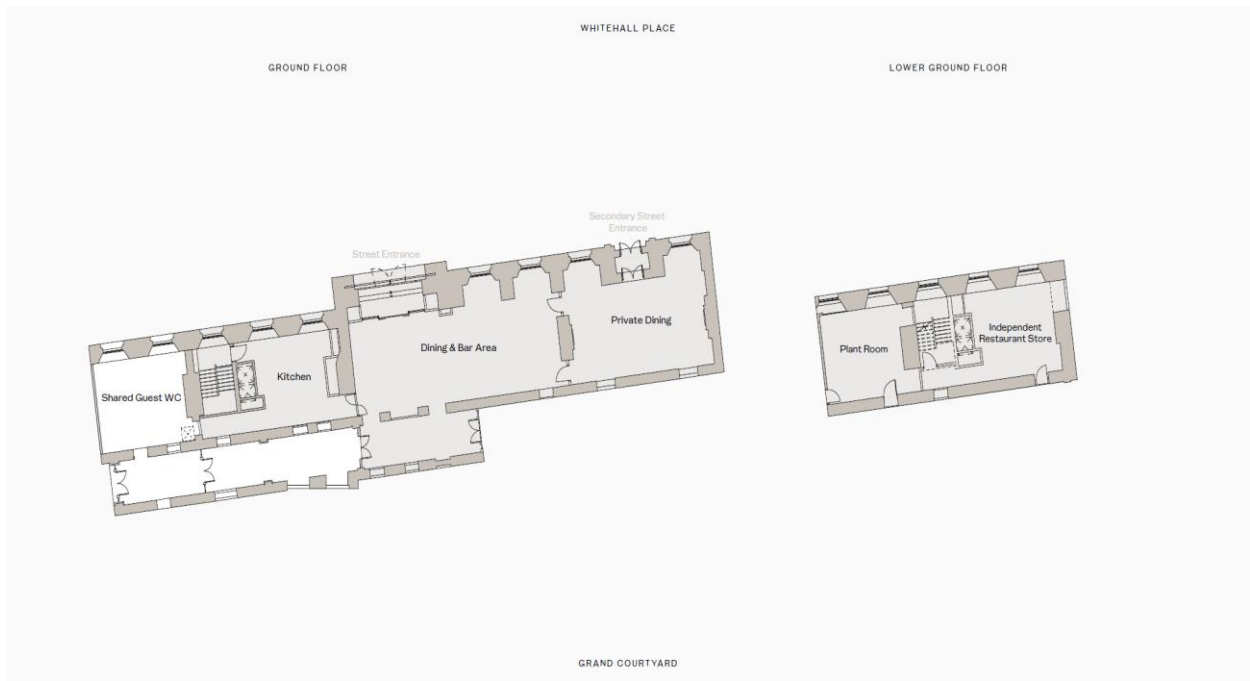 WHITEHALL PLACE
GROUND FLOOR
LOWER GROUND FLOOR
Secondary Street
Entrance
Street Entrance
Private Dining
Dining & Bar Area
Kitchen
Shared Guest WC
Independent
Restaurant Store
Plant Room
GRAND COURTYARD